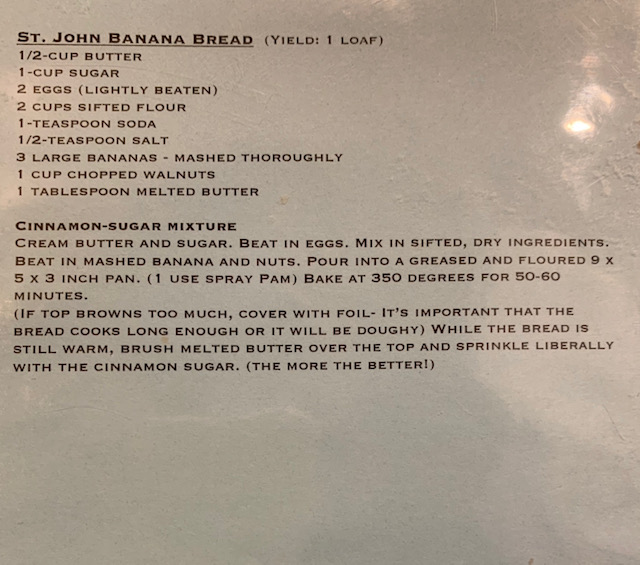 St. John Banana Bread (Yield: 1 loaf)
1/2-cup butter
1-cup sugar
2 eggs (lightly beaten)
2 cups sifted flour
1-teaspoon soda
1/2-teaspoon salt
3 large bananas - mashed thoroughly
1 cup chopped walnuts
1 tablespoon melted butter
Cinnamon-sugar mixture
Cream butter and sugar. Beat in eggs. Mix in sifted, dry ingredients.
Beat in mashed banana and nuts. Pour into a greased and floured 9 x
5 x 3 inch pan. (1 use spray Pam) Bake at 350 degrees for 50-60
minutes.
(If top browns too much, cover with foil- It's important that the
bread cooks long enough or it will be doughy) While the bread is
still warm, brush melted butter over the top and sprinkle liberally
with the cinnamon sugar. (the more the better!)